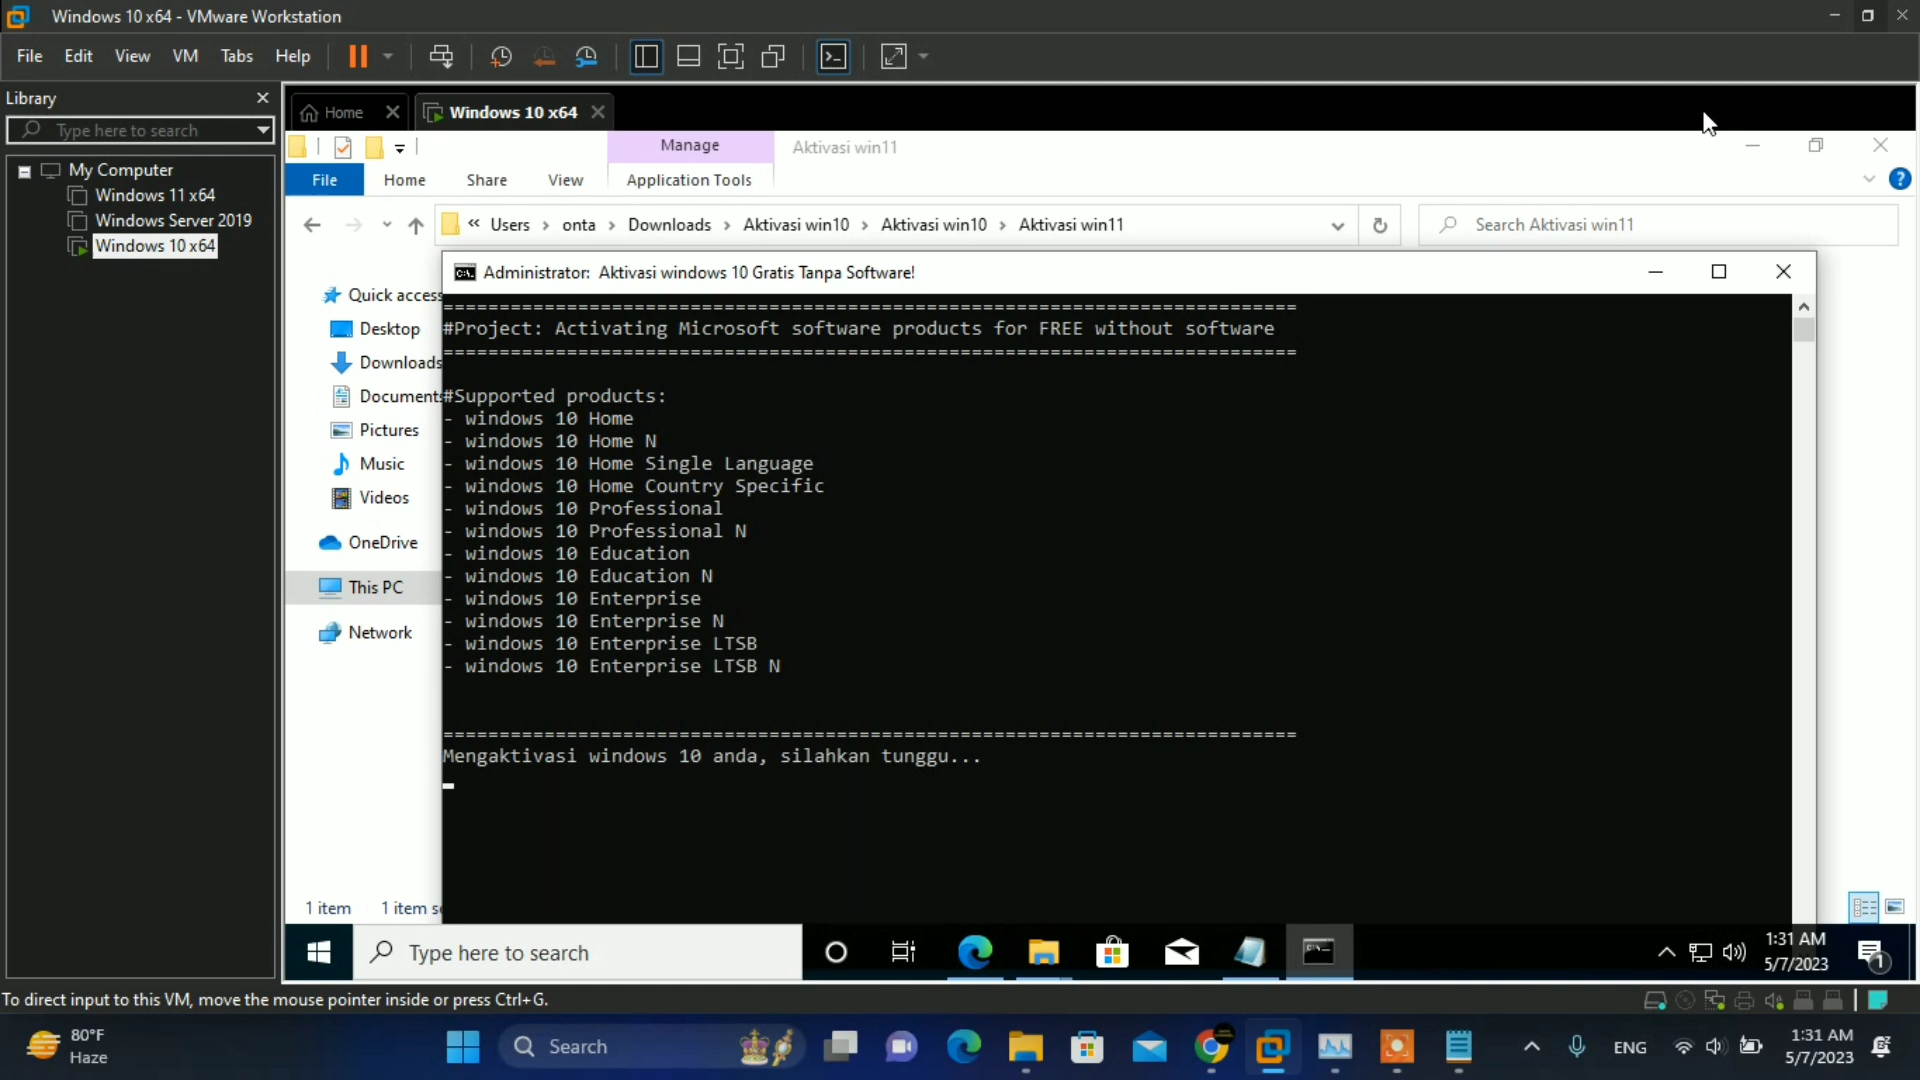 Windows 10 x64 - VMware Workstation
File Edit View VM Tabs Help
Library
Type here to search
My Computer
Windows 11 x64
Windows Server 2019
Windows 10 x64
Home
Windows 10 x64
Manage
Aktivasi win11
File Home Share View Application Tools
« Users › onta › Downloads › Aktivasi win10 › Aktivasi win10 › Aktivasi win11
Search Aktivasi win11
Quick access
Desktop
Downloads
Documents
Pictures
Music
Videos
OneDrive
This PC
Network
1 item
1 item
Administrator: Aktivasi windows 10 Gratis Tanpa Software!
============================================================================
#Project: Activating Microsoft software products for FREE without software
============================================================================
#Supported products:
- windows 10 Home
- windows 10 Home N
- windows 10 Home Single Language
- windows 10 Home Country Specific
- windows 10 Professional
- windows 10 Professional N
- windows 10 Education
- windows 10 Education N
- windows 10 Enterprise
- windows 10 Enterprise N
- windows 10 Enterprise LTSB
- windows 10 Enterprise LTSB N
============================================================================
Mengaktivasi windows 10 anda, silahkan tunggu...
Type here to search
1:31 AM
5/7/2023
1
To direct input to this VM, move the mouse pointer inside or press Ctrl+G.
80°F
Haze
Search
ENG
1:31 AM
5/7/2023